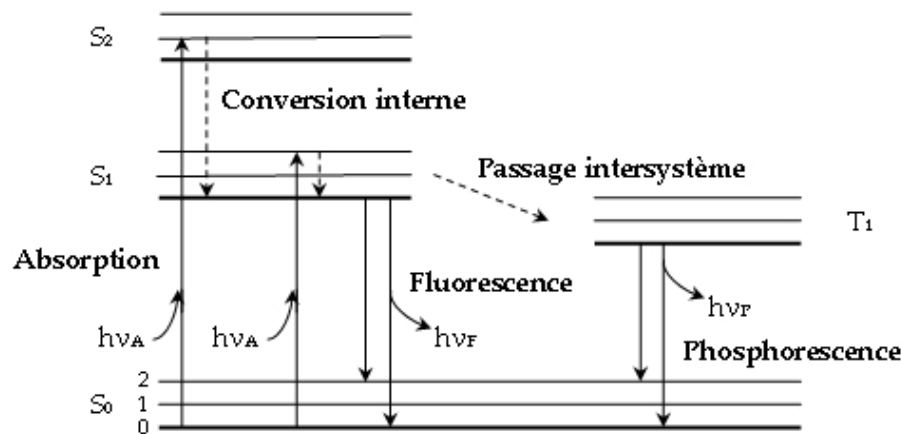 S₂
Conversion interne
S₁
Passage intersystème
T₁
Absorption
Fluorescence
hνA
hνA
hνF
hνP
Phosphorescence
2
S₀
1
0